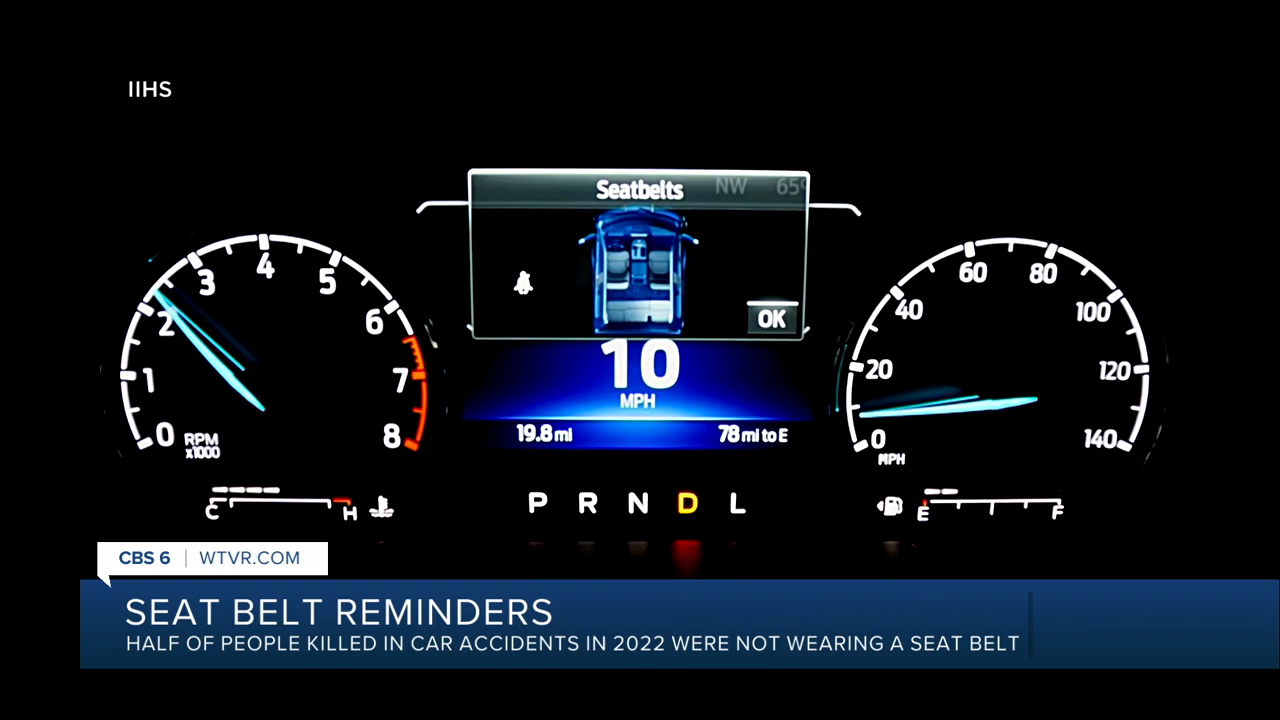 IIHS
Seatbelts NW 65°
OK
10
MPH
19.8 mi 78 mi to E
0 1 2 3 4 5 6 7 8
RPM
x1000
0 20 40 60 80 100 120 140
MPH
C H
P R N D L
E F
CBS 6 | WTVR.COM
SEAT BELT REMINDERS
HALF OF PEOPLE KILLED IN CAR ACCIDENTS IN 2022 WERE NOT WEARING A SEAT BELT